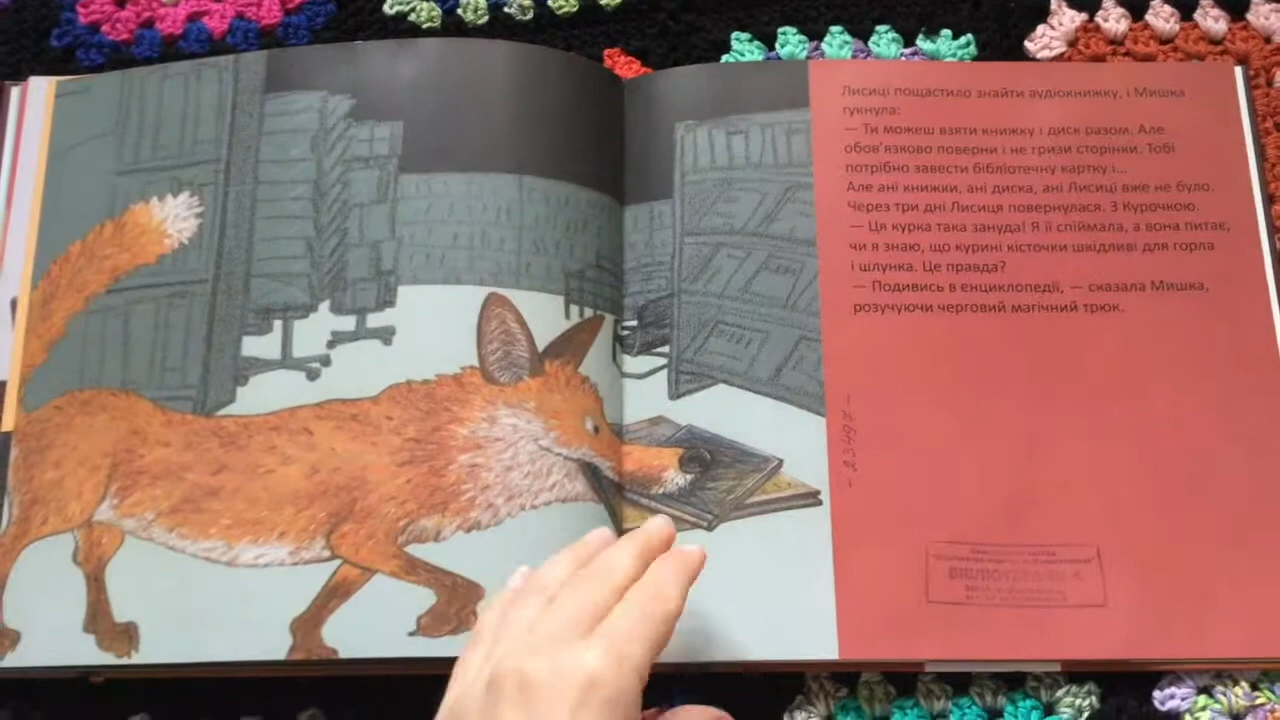 Лисиці пощастило знайти аудіокнижку, і Мишка
гукнула:
— Ти можеш взяти книжку і диск разом. Але
обов'язково поверни і не гризи сторінки. Тобі
потрібно завести бібліотечну картку і...
Але ані книжки, ані диска, ані Лисиці вже не було.
Через три дні Лисиця повернулася. З Курочкою.
— Ця курка така зануда! Я її спіймала, а вона питає,
чи я знаю, що курині кісточки шкідливі для горла
і шлунка. Це правда?
— Подивись в енциклопедії, — сказала Мишка,
розучуючи черговий магічний трюк.
— 23497 —